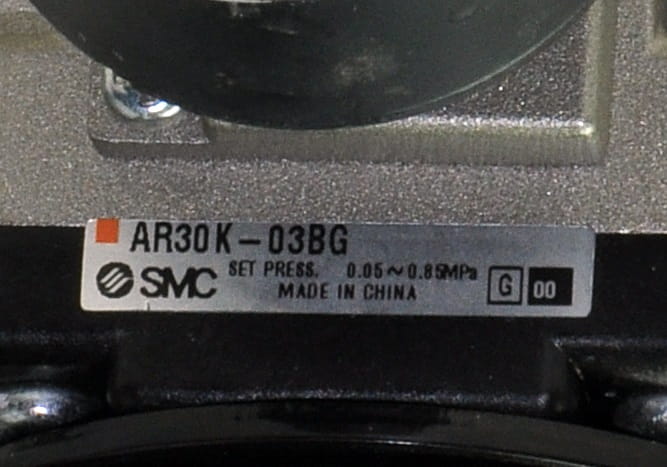 AR30K-03BG
SMC SET PRESS. 0.05~0.85MPa
MADE IN CHINA G 00